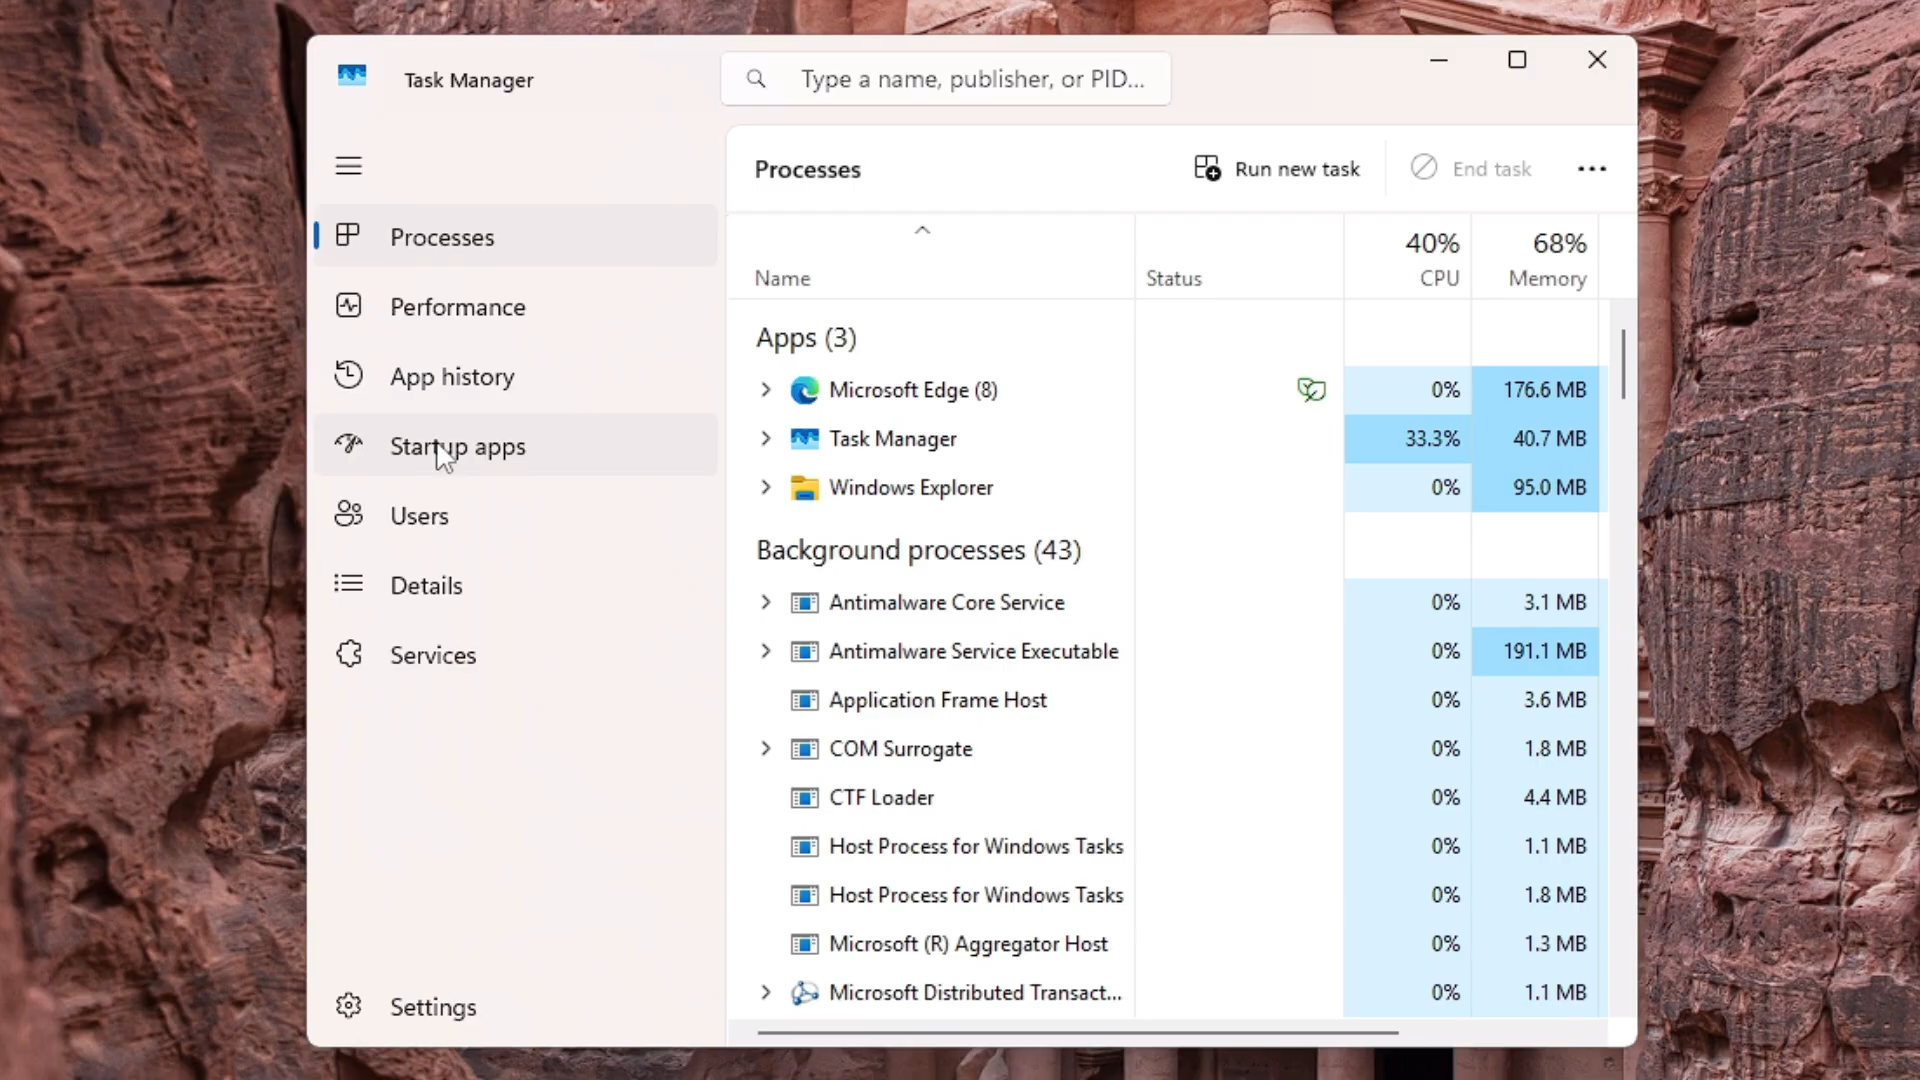 Task Manager
Type a name, publisher, or PID...
Processes
Performance
App history
Startup apps
Users
Details
Services
Settings
Processes
Run new task
End task
Name
Status
40%
CPU
68%
Memory
Apps (3)
Microsoft Edge (8) 0% 176.6 MB
Task Manager 33.3% 40.7 MB
Windows Explorer 0% 95.0 MB
Background processes (43)
Antimalware Core Service 0% 3.1 MB
Antimalware Service Executable 0% 191.1 MB
Application Frame Host 0% 3.6 MB
COM Surrogate 0% 1.8 MB
CTF Loader 0% 4.4 MB
Host Process for Windows Tasks 0% 1.1 MB
Host Process for Windows Tasks 0% 1.8 MB
Microsoft (R) Aggregator Host 0% 1.3 MB
Microsoft Distributed Transact... 0% 1.1 MB